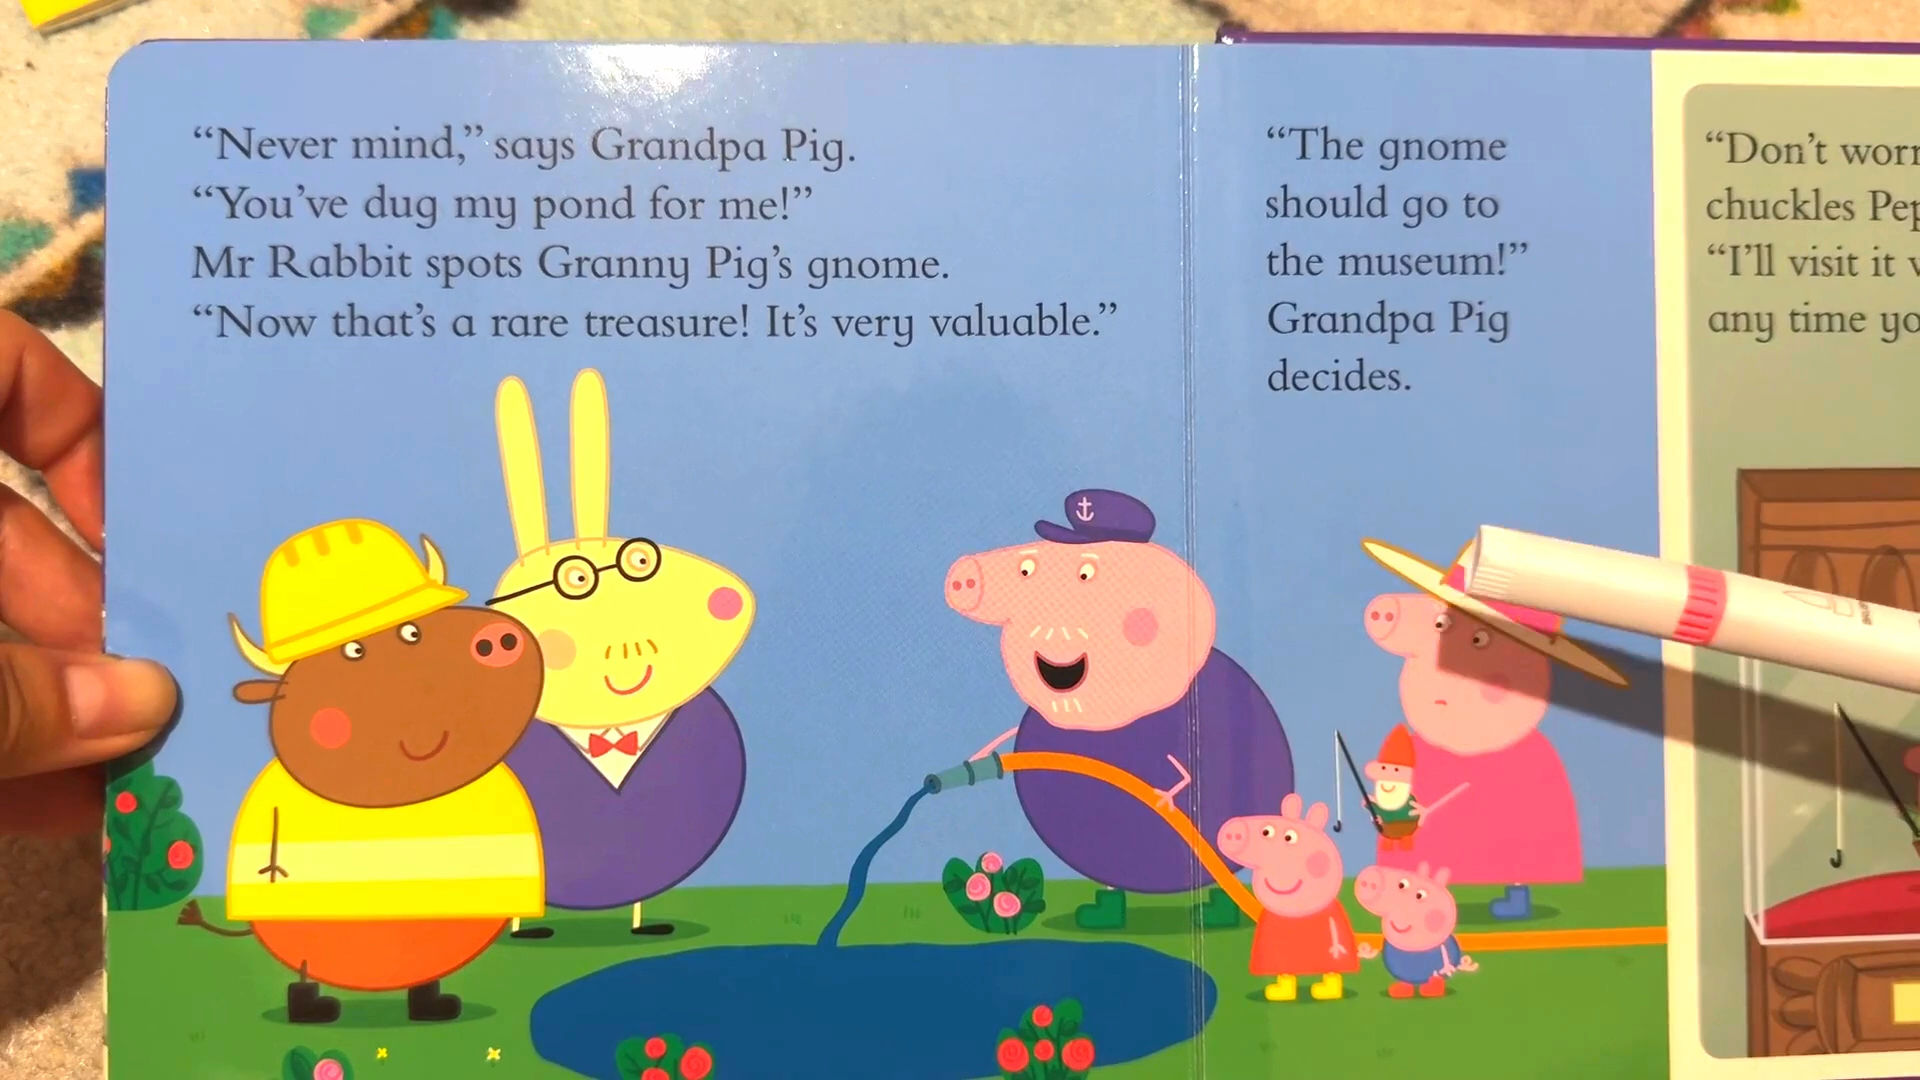 “Never mind,” says Grandpa Pig.
“You’ve dug my pond for me!”
Mr Rabbit spots Granny Pig’s gnome.
“Now that’s a rare treasure! It’s very valuable.”
“The gnome
should go to
the museum!”
Grandpa Pig
decides.
“Don’t
chuckles
“I’ll visit it
any time